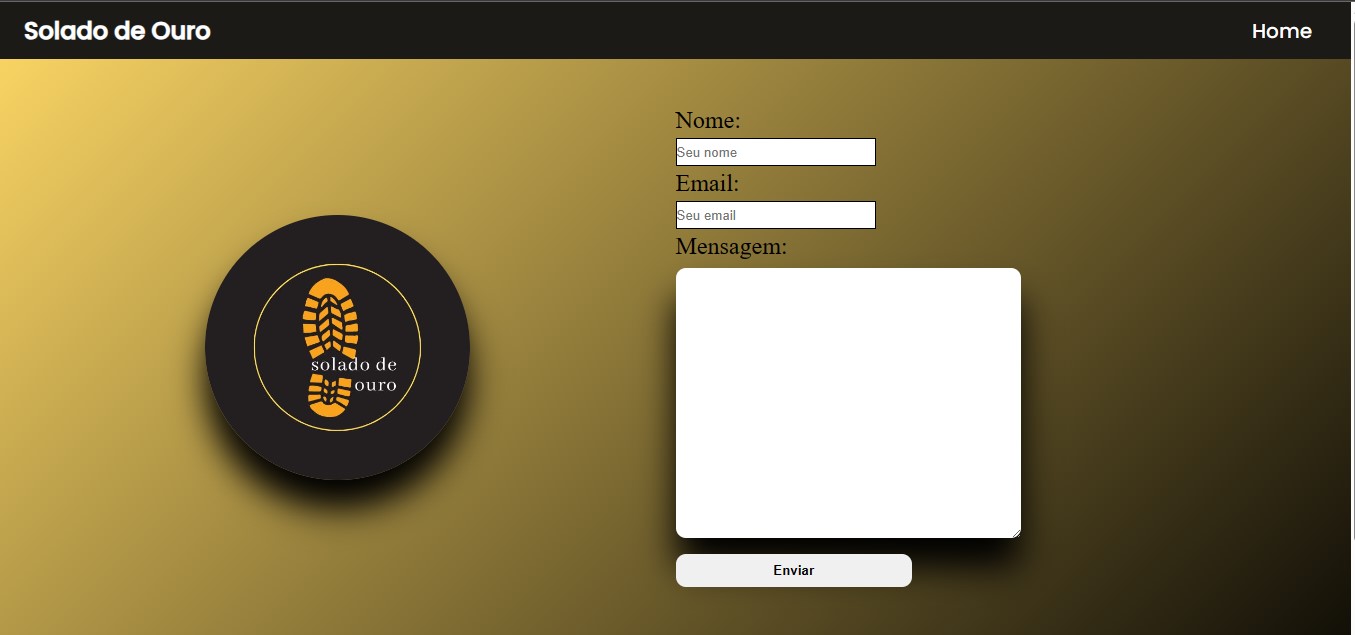 Solado de Ouro
Home
solado de
ouro
Nome:
Seu nome
Email:
Seu email
Mensagem:
Enviar